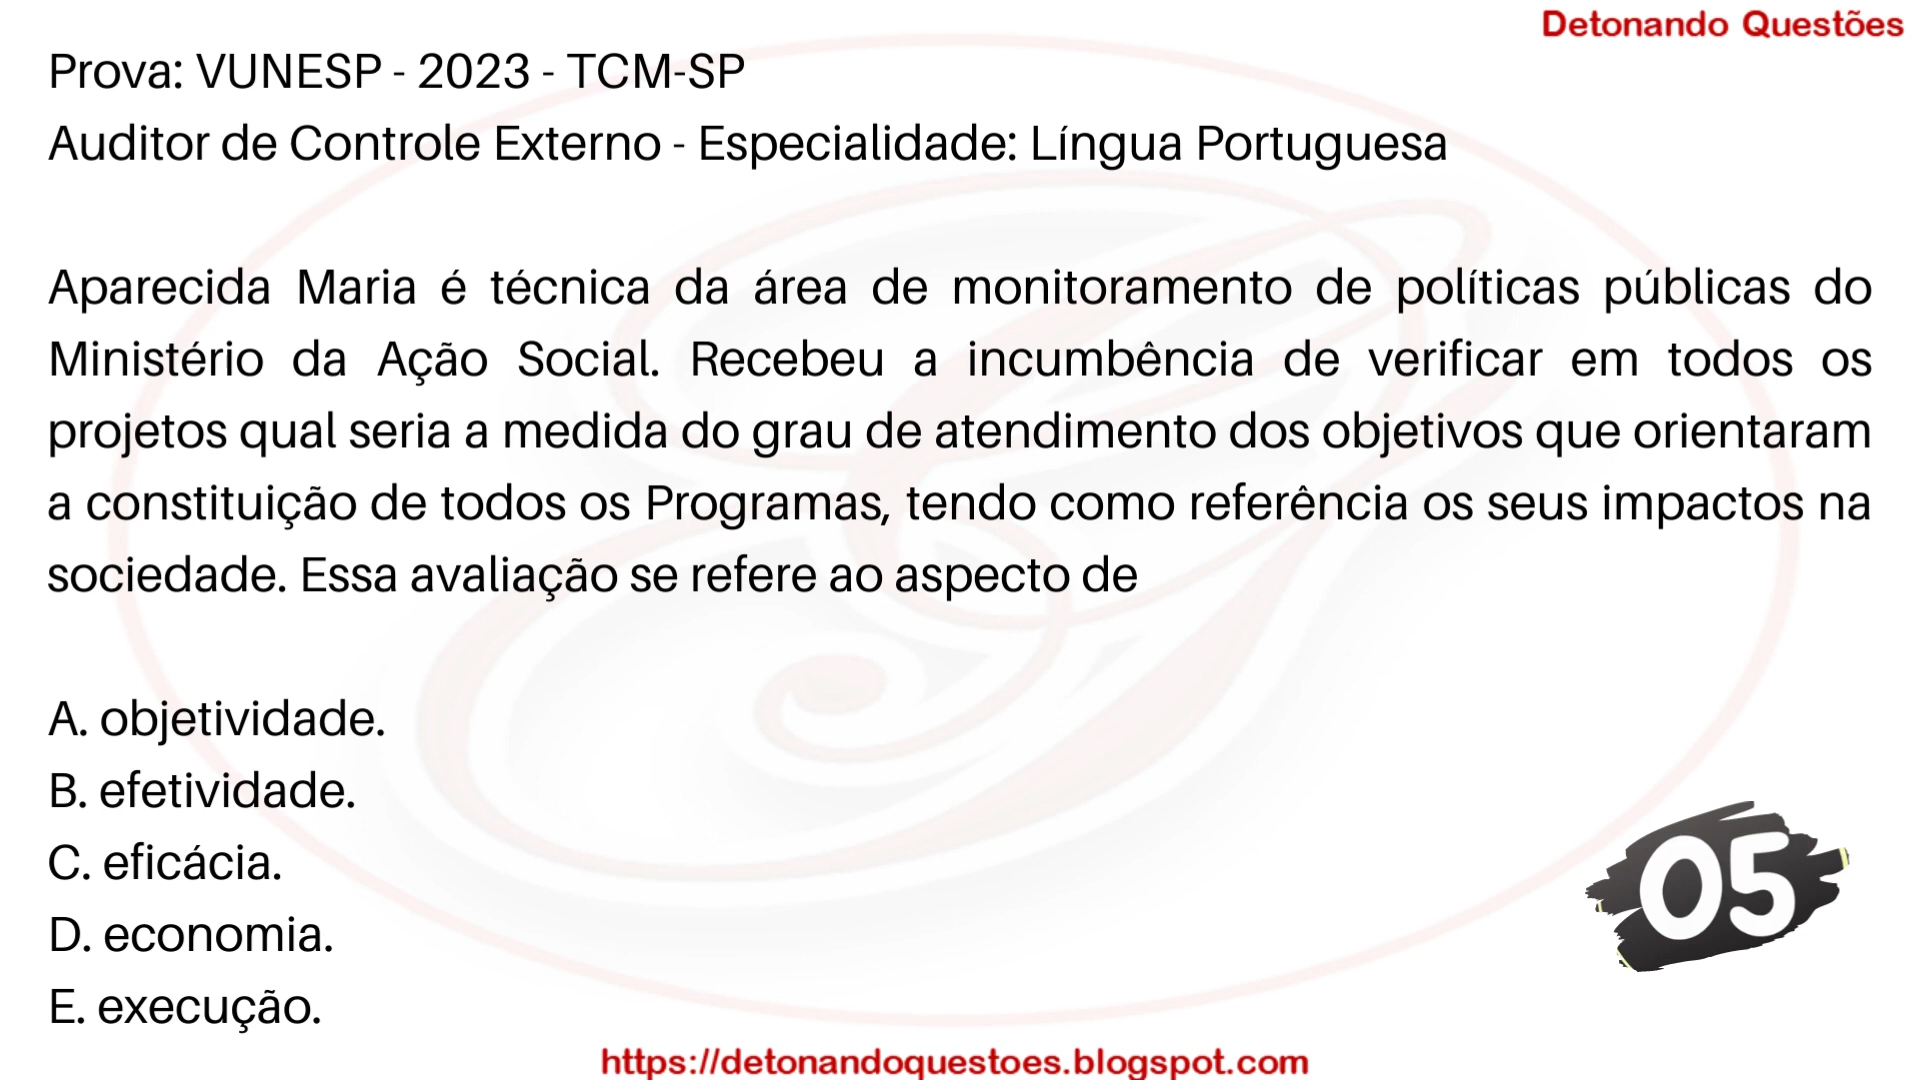 Detonando Questões
Prova: VUNESP - 2023 - TCM-SP
Auditor de Controle Externo - Especialidade: Língua Portuguesa
Aparecida Maria é técnica da área de monitoramento de políticas públicas do
Ministério da Ação Social. Recebeu a incumbência de verificar em todos os
projetos qual seria a medida do grau de atendimento dos objetivos que orientaram
a constituição de todos os Programas, tendo como referência os seus impactos na
sociedade. Essa avaliação se refere ao aspecto de
A. objetividade.
B. efetividade.
C. eficácia.
D. economia.
E. execução.
05
https://detonandoquestoes.blogspot.com